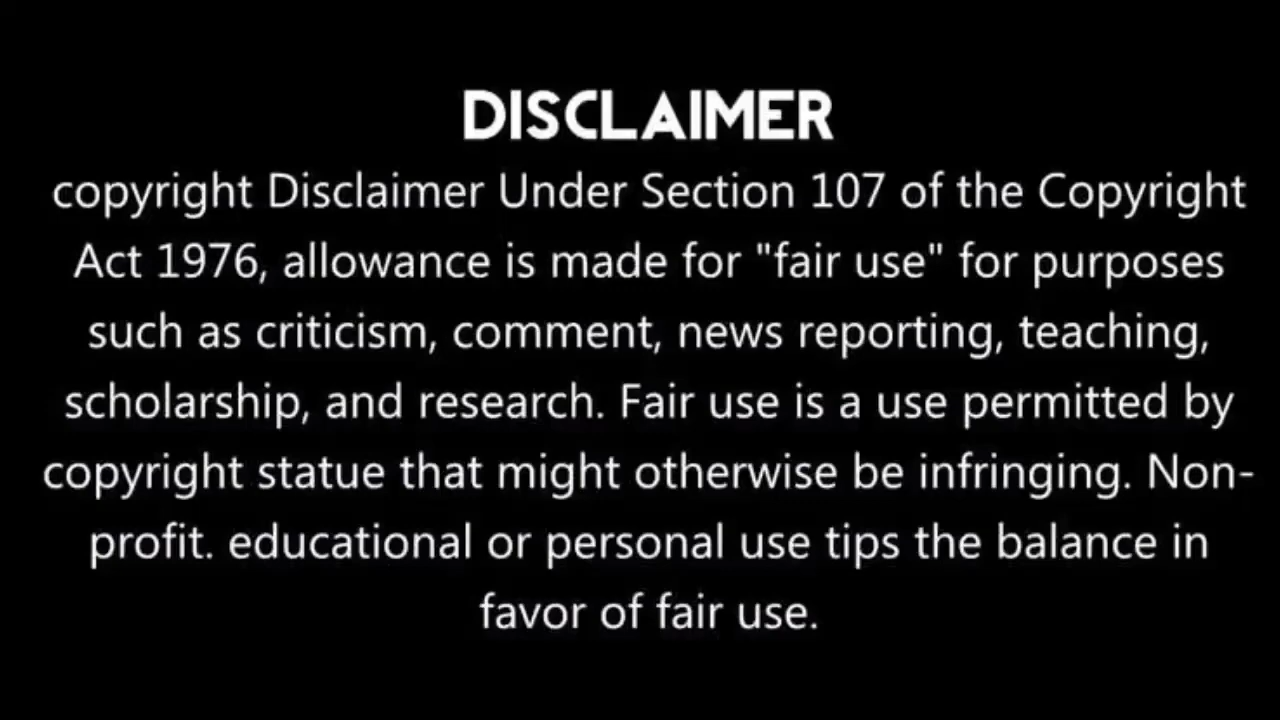 DISCLAIMER
copyright Disclaimer Under Section 107 of the Copyright
Act 1976, allowance is made for "fair use" for purposes
such as criticism, comment, news reporting, teaching,
scholarship, and research. Fair use is a use permitted by
copyright statue that might otherwise be infringing. Non-
profit. educational or personal use tips the balance in
favor of fair use.